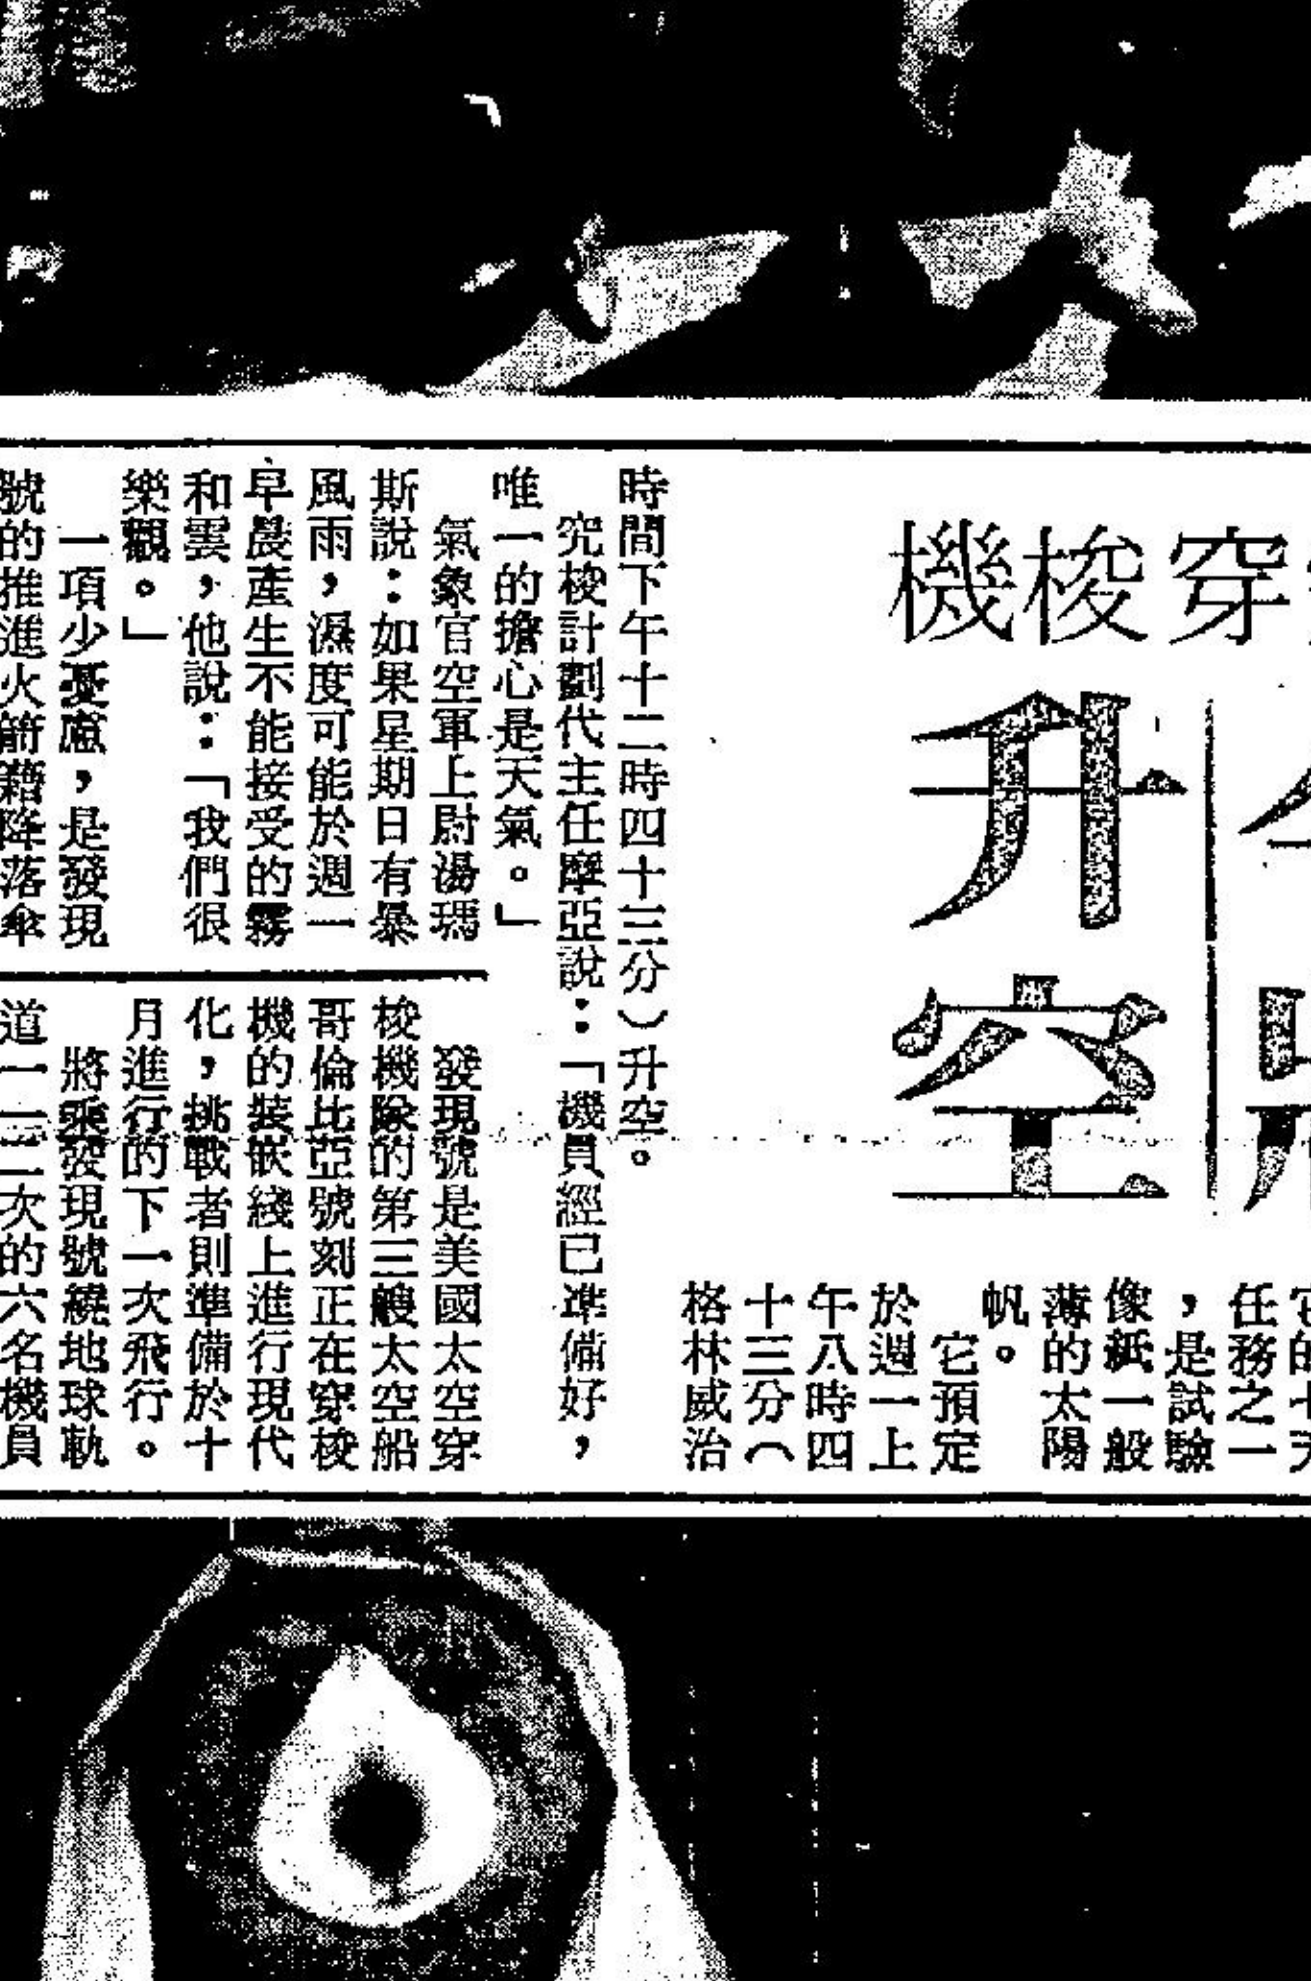 穿梭機
升空
任務之一
，是試驗
像紙一般
薄的太陽
帆。
它預定
於週一上
午八時四
十三分（
格林威治
時間下午十二時四十三分）升空。
究梭計劃代主任摩亞說：「機員經已準備好，
唯一的擔心是天氣。」
氣象官空軍上尉湯瑪
斯說：如果星期日有暴
風雨，濕度可能於週一
早晨產生不能接受的霧
和雲，他說：「我們很
樂觀。」
一項少憂慮，是發現
號的推進火箭藉降落傘
發現號是美國太空穿
梭機隊的第三艘太空船
哥倫比亞號刻正在穿梭
機的裝嵌綫上進行現代
化，挑戰者則準備於十
月進行的下一次飛行。
將乘發現號繞地球軌
道一一二次的六名機員